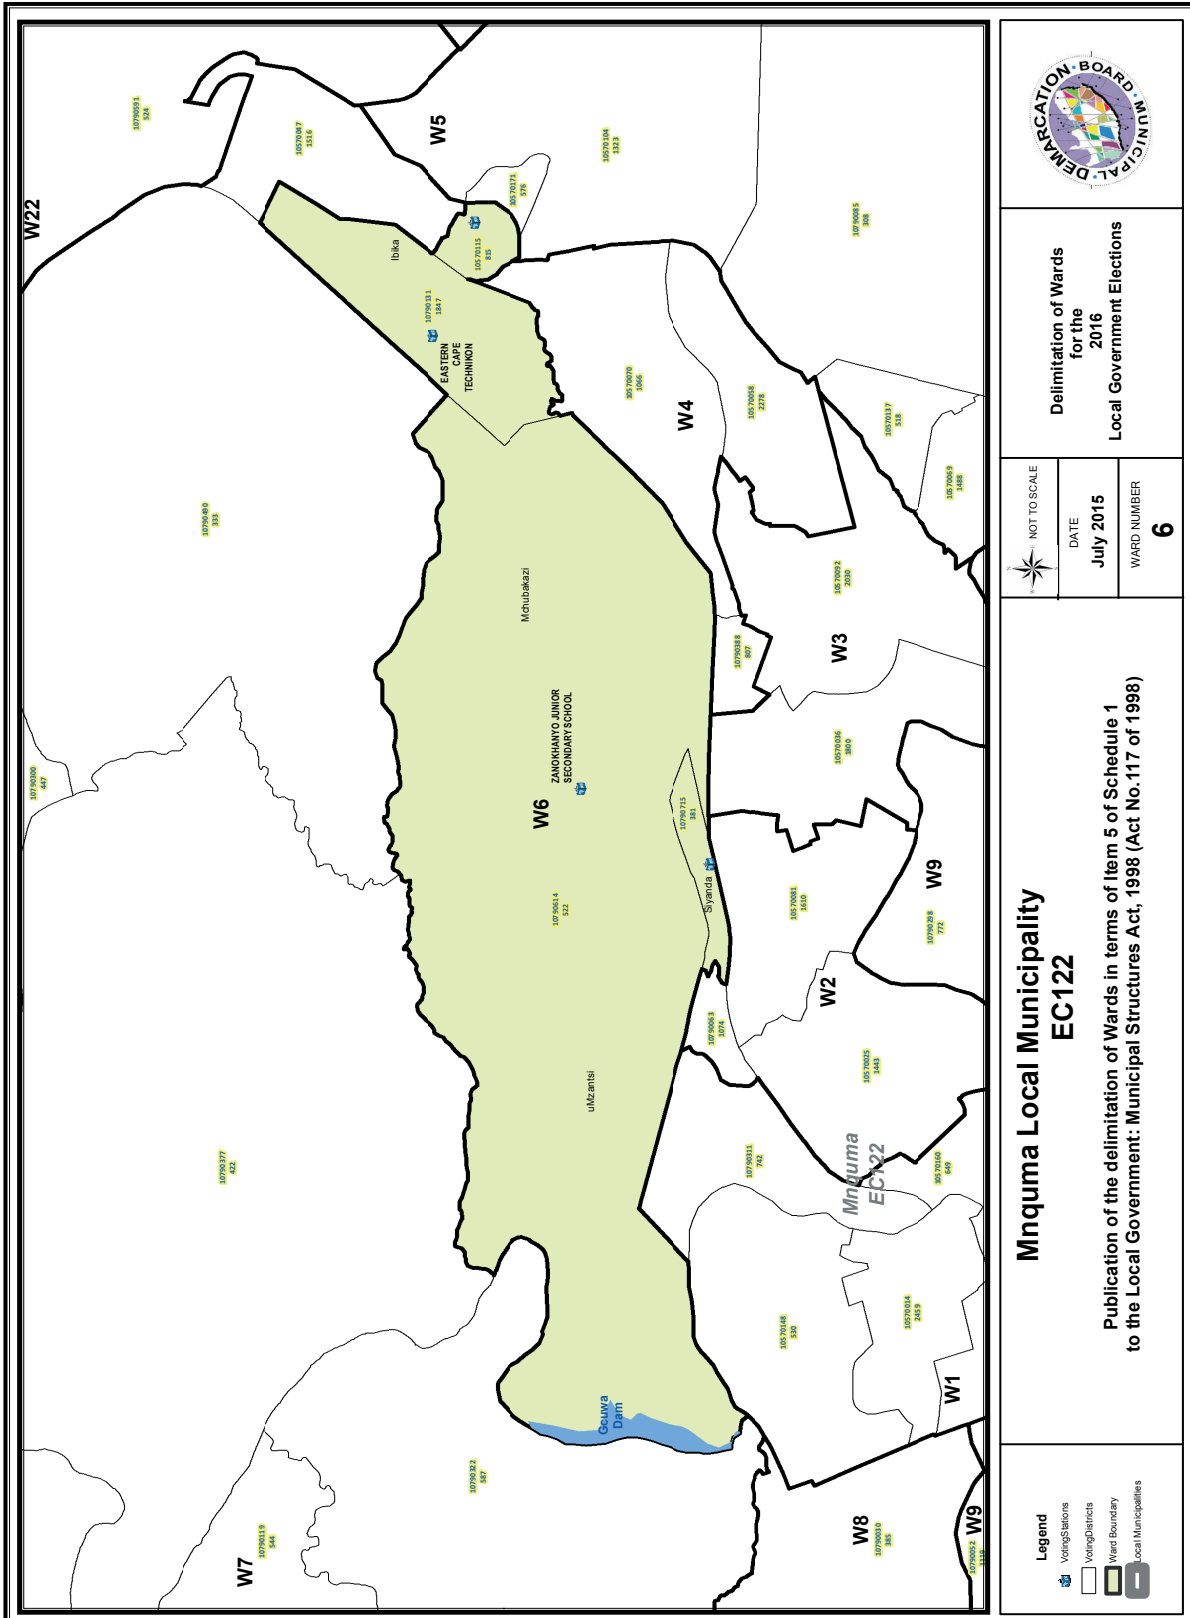 W22
10790591
524
10570047
1516
W5
10570104
1323
10570171
576
10570115
815
10790085
308
Ibika
10790131
1847
EASTERN
CAPE
TECHNIKON
10570070
1066
W4
10570058
2278
10570137
518
10570069
1488
10790490
333
Mchubakazi
10570092
2030
W3
10790388
807
ZANOKHANYO JUNIOR
SECONDARY SCHOOL
10570036
1800
10790300
447
W6
10790715
381
Siyanda
10790614
522
10570081
1610
W9
10790298
772
W2
10790063
1074
10570025
1443
uMzantsi
10790377
422
10790311
742
Mnquma
EC122
10570160
649
10570148
530
10570014
2459
W1
Gcuwa
Dam
10790322
587
10790119
544
W7
W8
10790030
385
W9
10790052
Legend
VotingStations
VotingDistricts
Ward Boundary
Local Municipalities
Mnquma Local Municipality
EC122
Publication of the delimitation of Wards in terms of Item 5 of Schedule 1
to the Local Government: Municipal Structures Act, 1998 (Act No.117 of 1998)
N
W
E
S
NOT TO SCALE
DATE
July 2015
WARD NUMBER
6
Delimitation of Wards
for the
2016
Local Government Elections
MUNICIPAL DEMARCATION BOARD